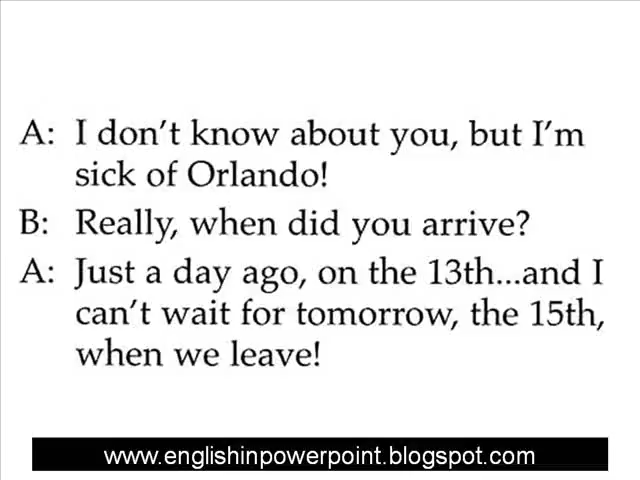 A: I don't know about you, but I'm
sick of Orlando!
B: Really, when did you arrive?
A: Just a day ago, on the 13th...and I
can't wait for tomorrow, the 15th,
when we leave!
www.englishinpowerpoint.blogspot.com